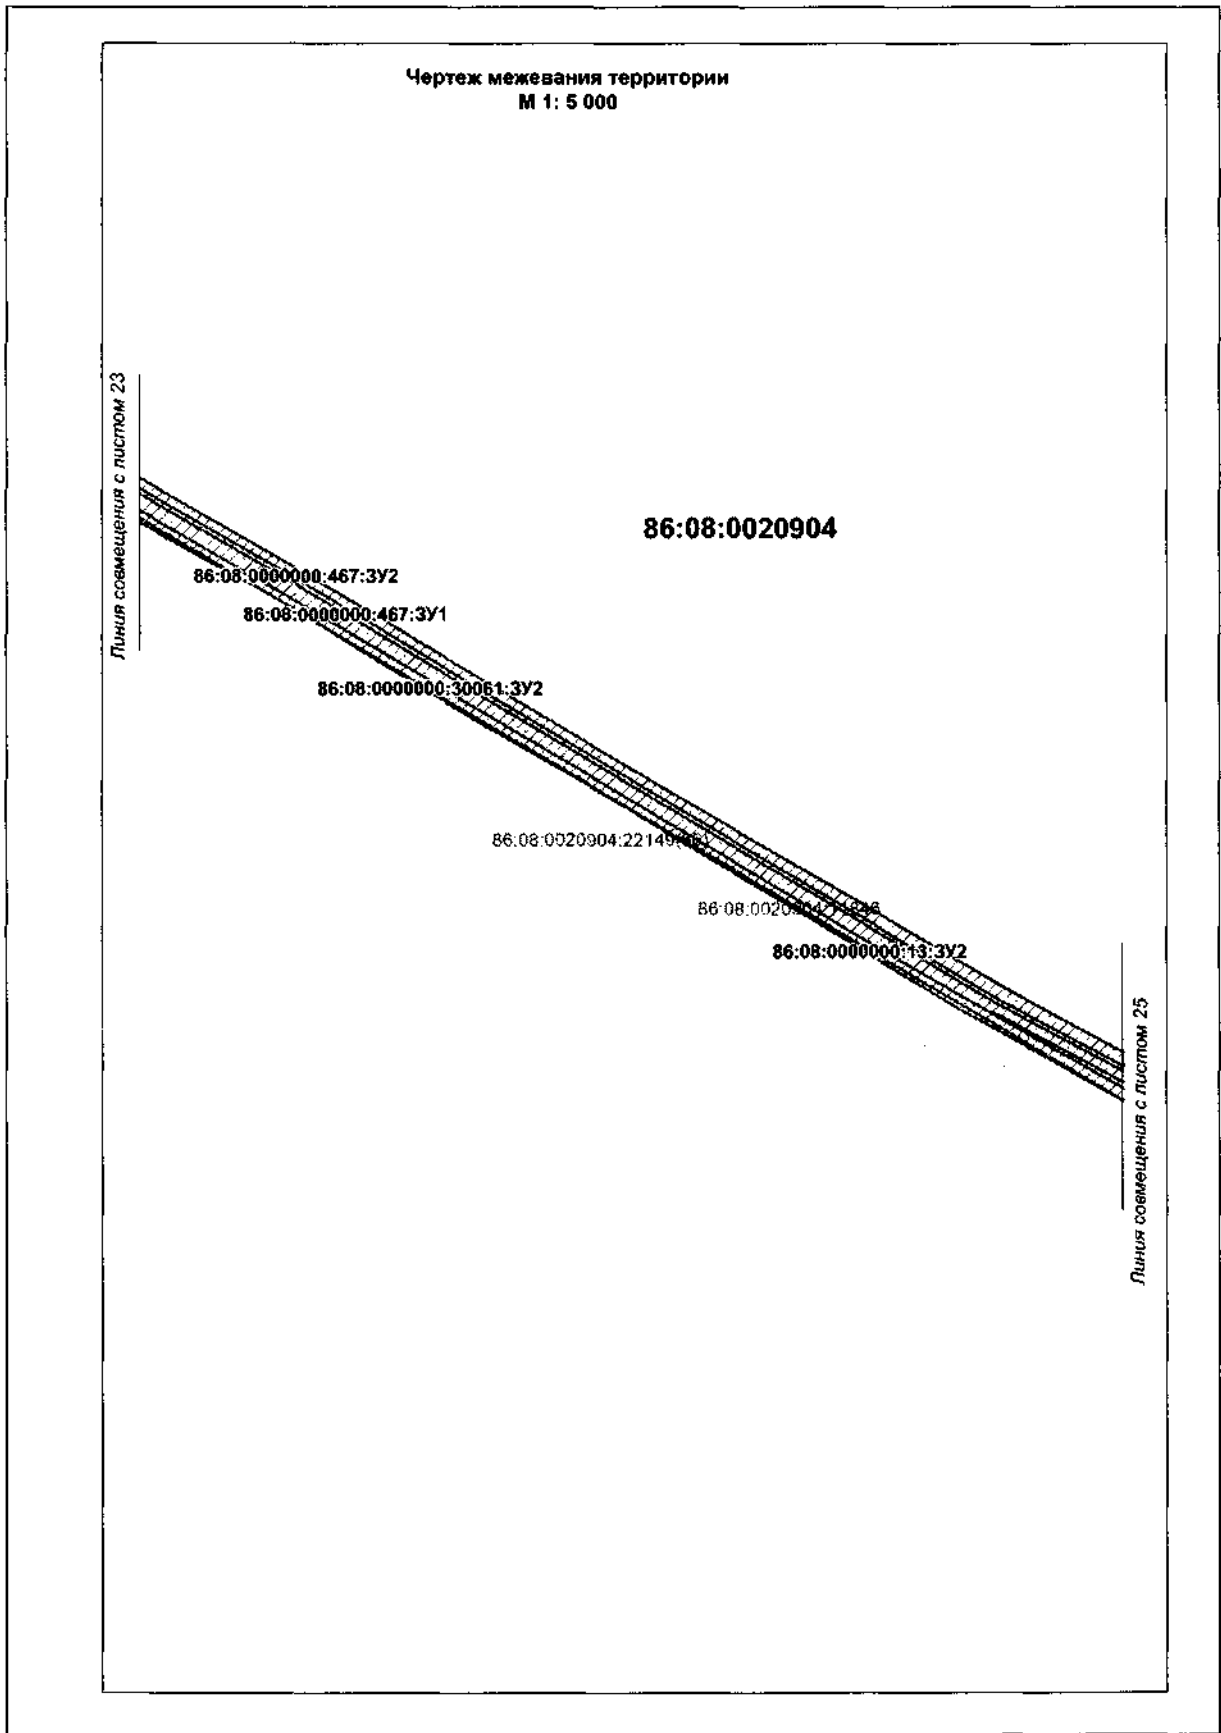 Чертеж межевания территории
М 1: 5 000
Линия совмещения с листом 23
86:08:0020904
86:08:0000000:467:ЗУ2
86:08:0000000:467:ЗУ1
86:08:0000000:30061:ЗУ2
86:08:0000000:13:ЗУ2
Линия совмещения с листом 25